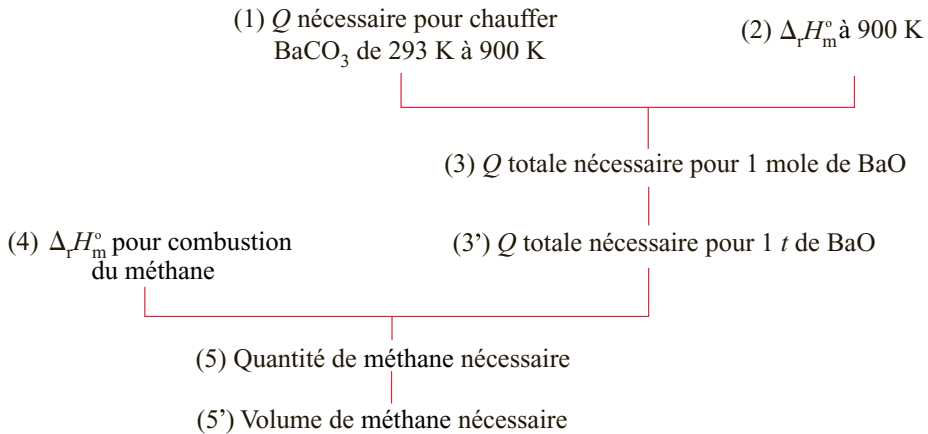 (1) Q nécessaire pour chauffer
BaCO₃ de 293 K à 900 K
(2) ΔᵣH°ₘ à 900 K
(3) Q totale nécessaire pour 1 mole de BaO
(4) ΔᵣH°ₘ pour combustion
du méthane
(3’) Q totale nécessaire pour 1 t de BaO
(5) Quantité de méthane nécessaire
(5’) Volume de méthane nécessaire